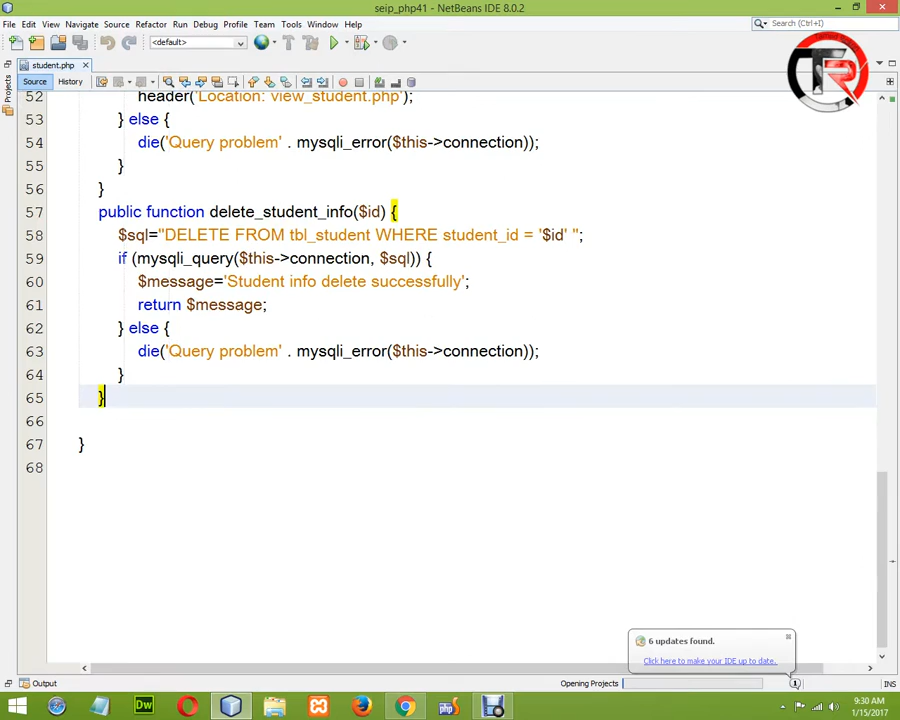 seip_php41 - NetBeans IDE 8.0.2
File Edit View Navigate Source Refactor Run Debug Profile Team Tools Window Help
Search (Ctrl+I)
<default>
student.php
Source History
Projects
52 header('Location: view_student.php');
53 } else {
54 die('Query problem' . mysqli_error($this->connection));
55 }
56 }
57 public function delete_student_info($id) {
58 $sql="DELETE FROM tbl_student WHERE student_id = '$id' ";
59 if (mysqli_query($this->connection, $sql)) {
60 $message='Student info delete successfully';
61 return $message;
62 } else {
63 die('Query problem' . mysqli_error($this->connection));
64 }
65 }
66
67 }
68
6 updates found.
Click here to make your IDE up to date.
Output
Opening Projects
1
INS
Dw
php
9:30 AM
1/15/2017